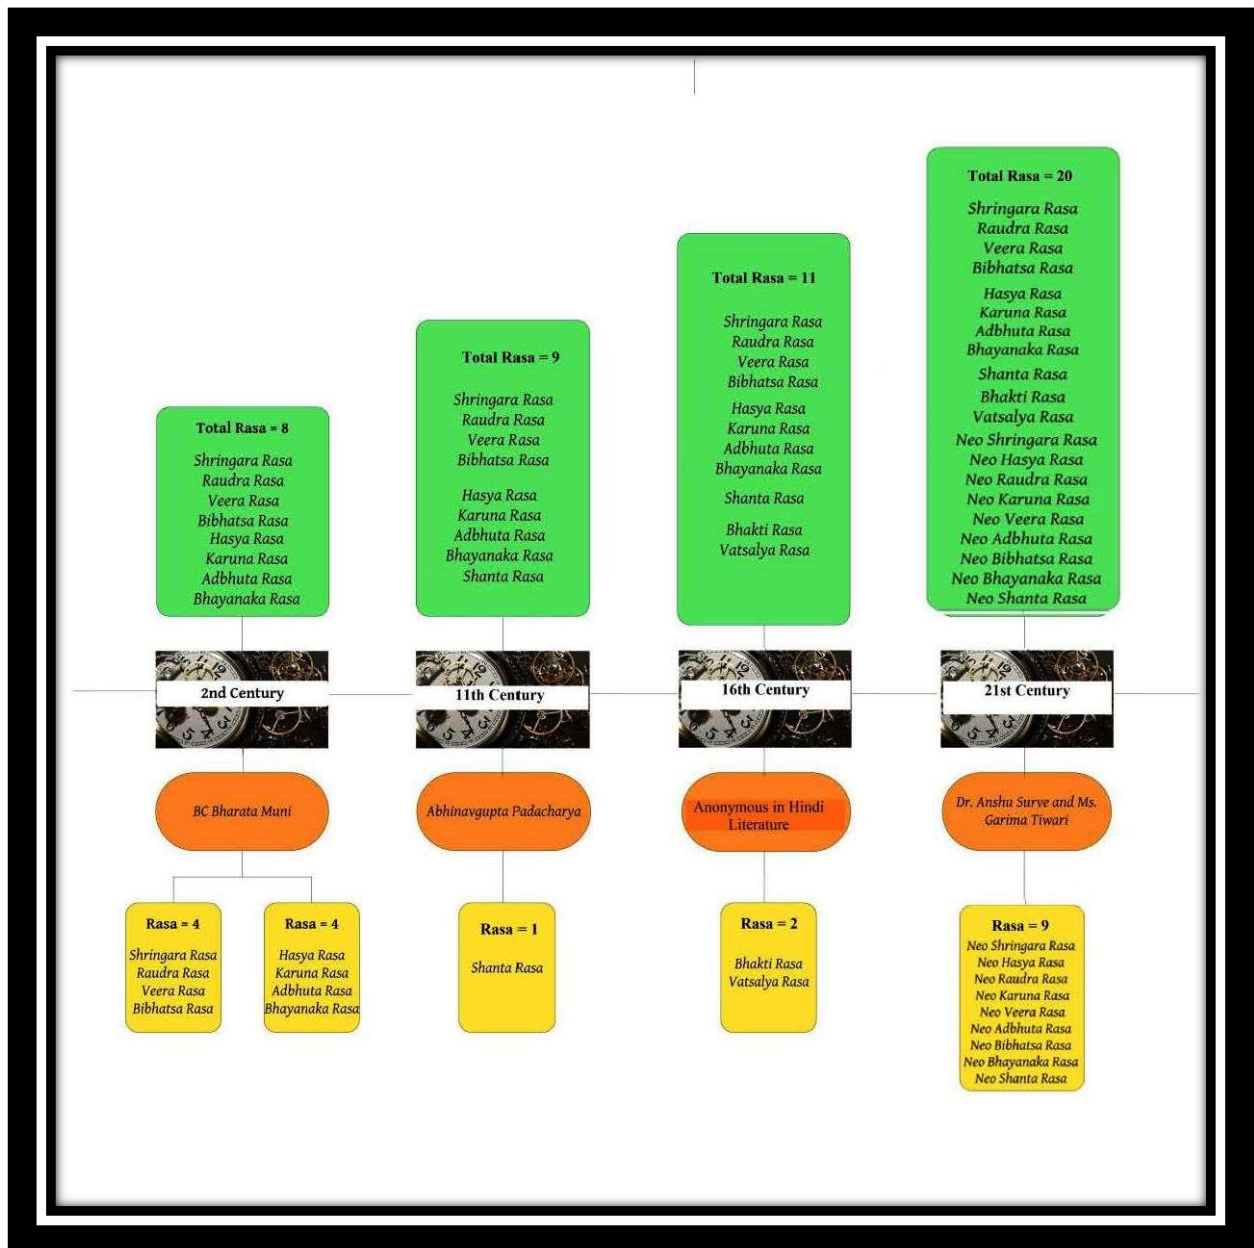 Total Rasa = 8
Shringara Rasa
Raudra Rasa
Veera Rasa
Bibhatsa Rasa
Hasya Rasa
Karuna Rasa
Adbhuta Rasa
Bhayanaka Rasa
2nd Century
BC Bharata Muni
Rasa = 4
Shringara Rasa
Raudra Rasa
Veera Rasa
Bibhatsa Rasa
Rasa = 4
Hasya Rasa
Karuna Rasa
Adbhuta Rasa
Bhayanaka Rasa
Total Rasa = 9
Shringara Rasa
Raudra Rasa
Veera Rasa
Bibhatsa Rasa
Hasya Rasa
Karuna Rasa
Adbhuta Rasa
Bhayanaka Rasa
Shanta Rasa
11th Century
Abhinavgupta Padacharya
Rasa = 1
Shanta Rasa
Total Rasa = 11
Shringara Rasa
Raudra Rasa
Veera Rasa
Bibhatsa Rasa
Hasya Rasa
Karuna Rasa
Adbhuta Rasa
Bhayanaka Rasa
Shanta Rasa
Bhakti Rasa
Vatsalya Rasa
16th Century
Anonymous in Hindi
Literature
Rasa = 2
Bhakti Rasa
Vatsalya Rasa
Total Rasa = 20
Shringara Rasa
Raudra Rasa
Veera Rasa
Bibhatsa Rasa
Hasya Rasa
Karuna Rasa
Adbhuta Rasa
Bhayanaka Rasa
Shanta Rasa
Bhakti Rasa
Vatsalya Rasa
Neo Shringara Rasa
Neo Hasya Rasa
Neo Raudra Rasa
Neo Karuna Rasa
Neo Veera Rasa
Neo Adbhuta Rasa
Neo Bibhatsa Rasa
Neo Bhayanaka Rasa
Neo Shanta Rasa
21st Century
Dr. Anshu Surve and Ms.
Garima Tiwari
Rasa = 9
Neo Shringara Rasa
Neo Hasya Rasa
Neo Raudra Rasa
Neo Karuna Rasa
Neo Veera Rasa
Neo Adbhuta Rasa
Neo Bibhatsa Rasa
Neo Bhayanaka Rasa
Neo Shanta Rasa